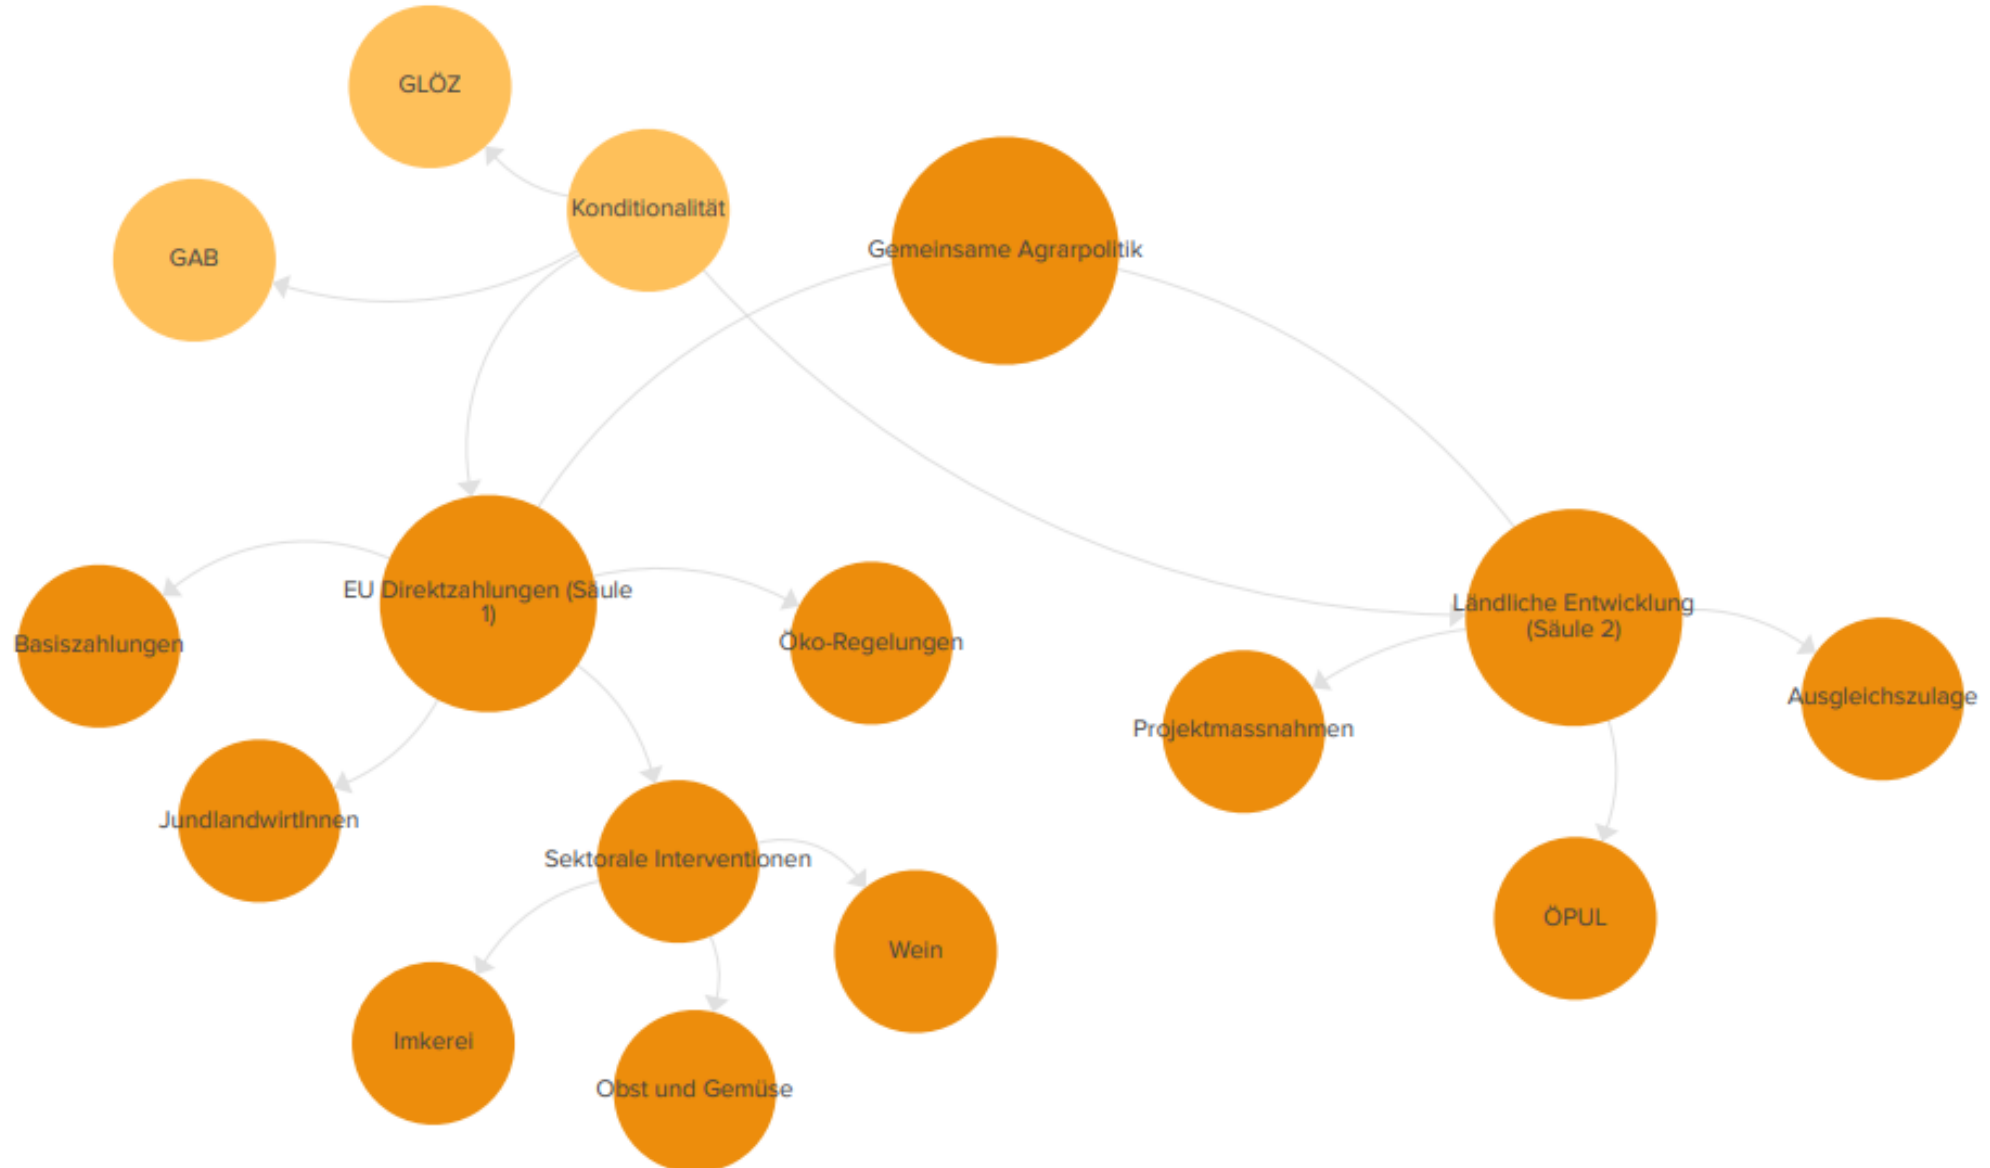 GLÖZ
Konditionalität
Gemeinsame Agrarpolitik
GAB
EU Direktzahlungen (Säule
1)
Ländliche Entwicklung
(Säule 2)
Basiszahlungen
Öko-Regelungen
Projektmassnahmen
Ausgleichszulage
JundlandwirtInnen
Sektorale Interventionen
ÖPUL
Wein
Imkerei
Obst und Gemüse